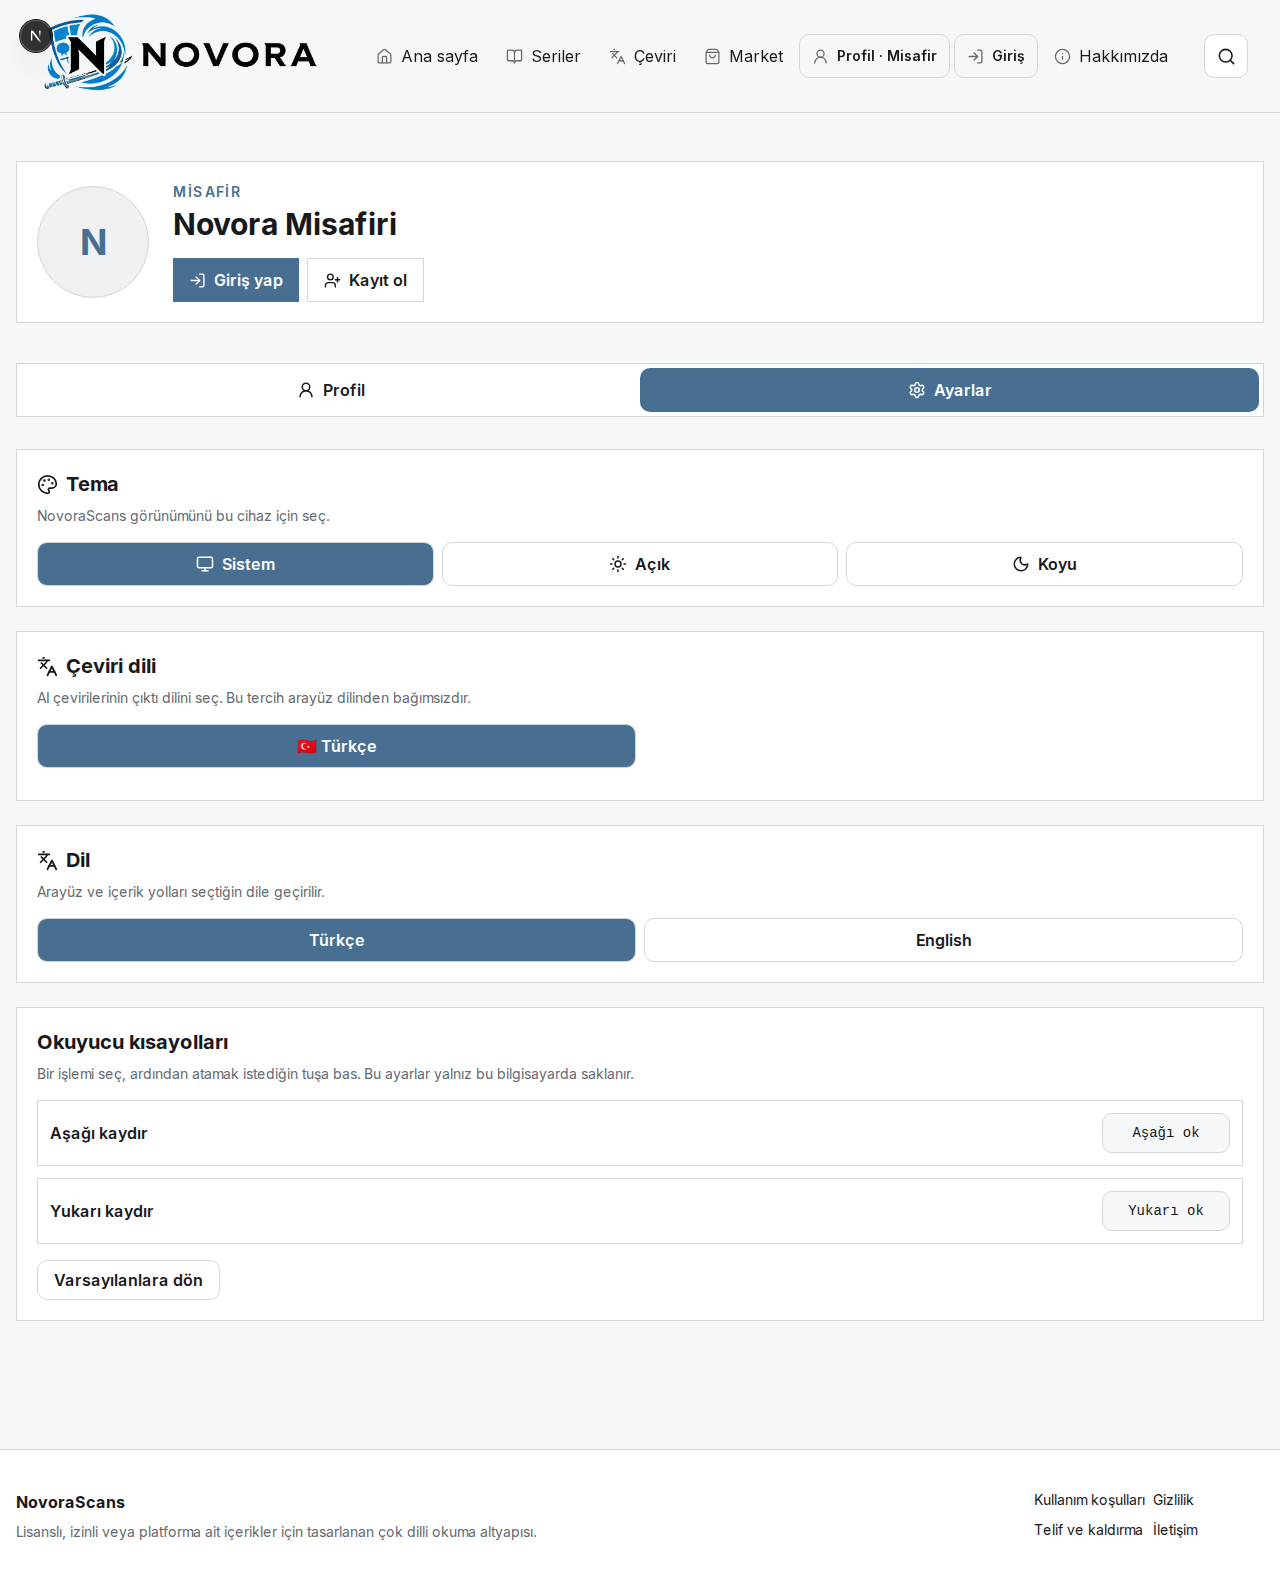 N
N
NOVORA
Ana sayfa
Seriler
Çeviri
Market
Profil · Misafir
Giriş
Hakkımızda
N
MİSAFİR
Novora Misafiri
Giriş yap
Kayıt ol
Profil
Ayarlar
Tema
NovoraScans görünümünü bu cihaz için seç.
Sistem
Açık
Koyu
Çeviri dili
AI çevirilerinin çıktı dilini seç. Bu tercih arayüz dilinden bağımsızdır.
Türkçe
Dil
Arayüz ve içerik yolları seçtiğin dile geçirilir.
Türkçe
English
Okuyucu kısayolları
Bir işlemi seç, ardından atamak istediğin tuşa bas. Bu ayarlar yalnız bu bilgisayarda saklanır.
Aşağı kaydır
Aşağı ok
Yukarı kaydır
Yukarı ok
Varsayılanlara dön
NovoraScans
Lisanslı, izinli veya platforma ait içerikler için tasarlanan çok dilli okuma altyapısı.
Kullanım koşulları
Gizlilik
Telif ve kaldırma
İletişim